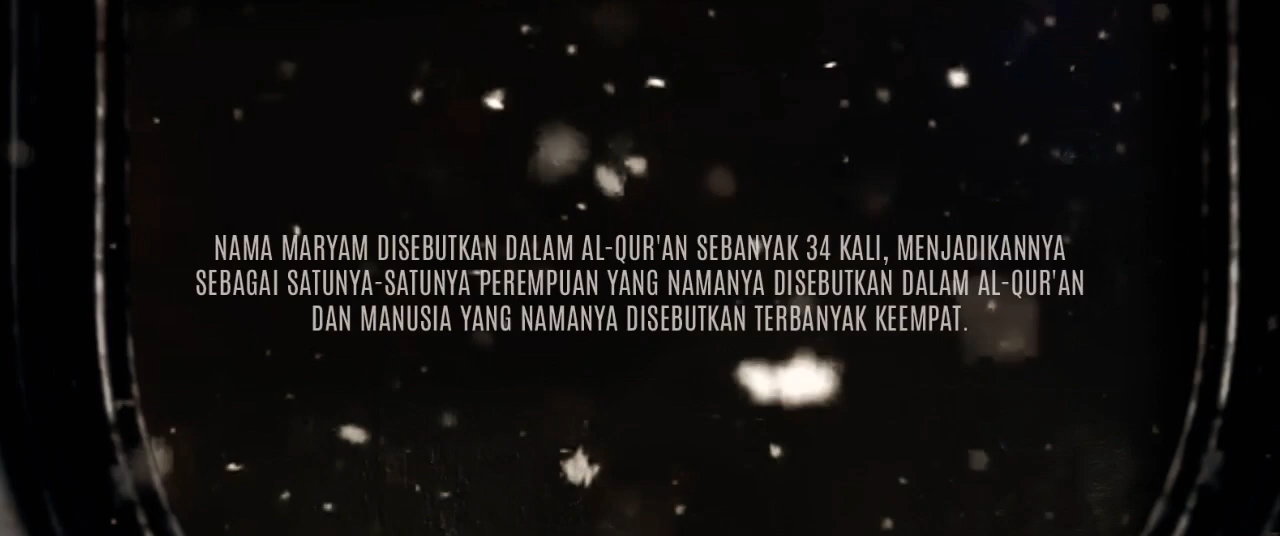 NAMA MARYAM DISEBUTKAN DALAM AL-QUR'AN SEBANYAK 34 KALI, MENJADIKANNYA
SEBAGAI SATUNYA-SATUNYA PEREMPUAN YANG NAMANYA DISEBUTKAN DALAM AL-QUR'AN
DAN MANUSIA YANG NAMANYA DISEBUTKAN TERBANYAK KEEMPAT.